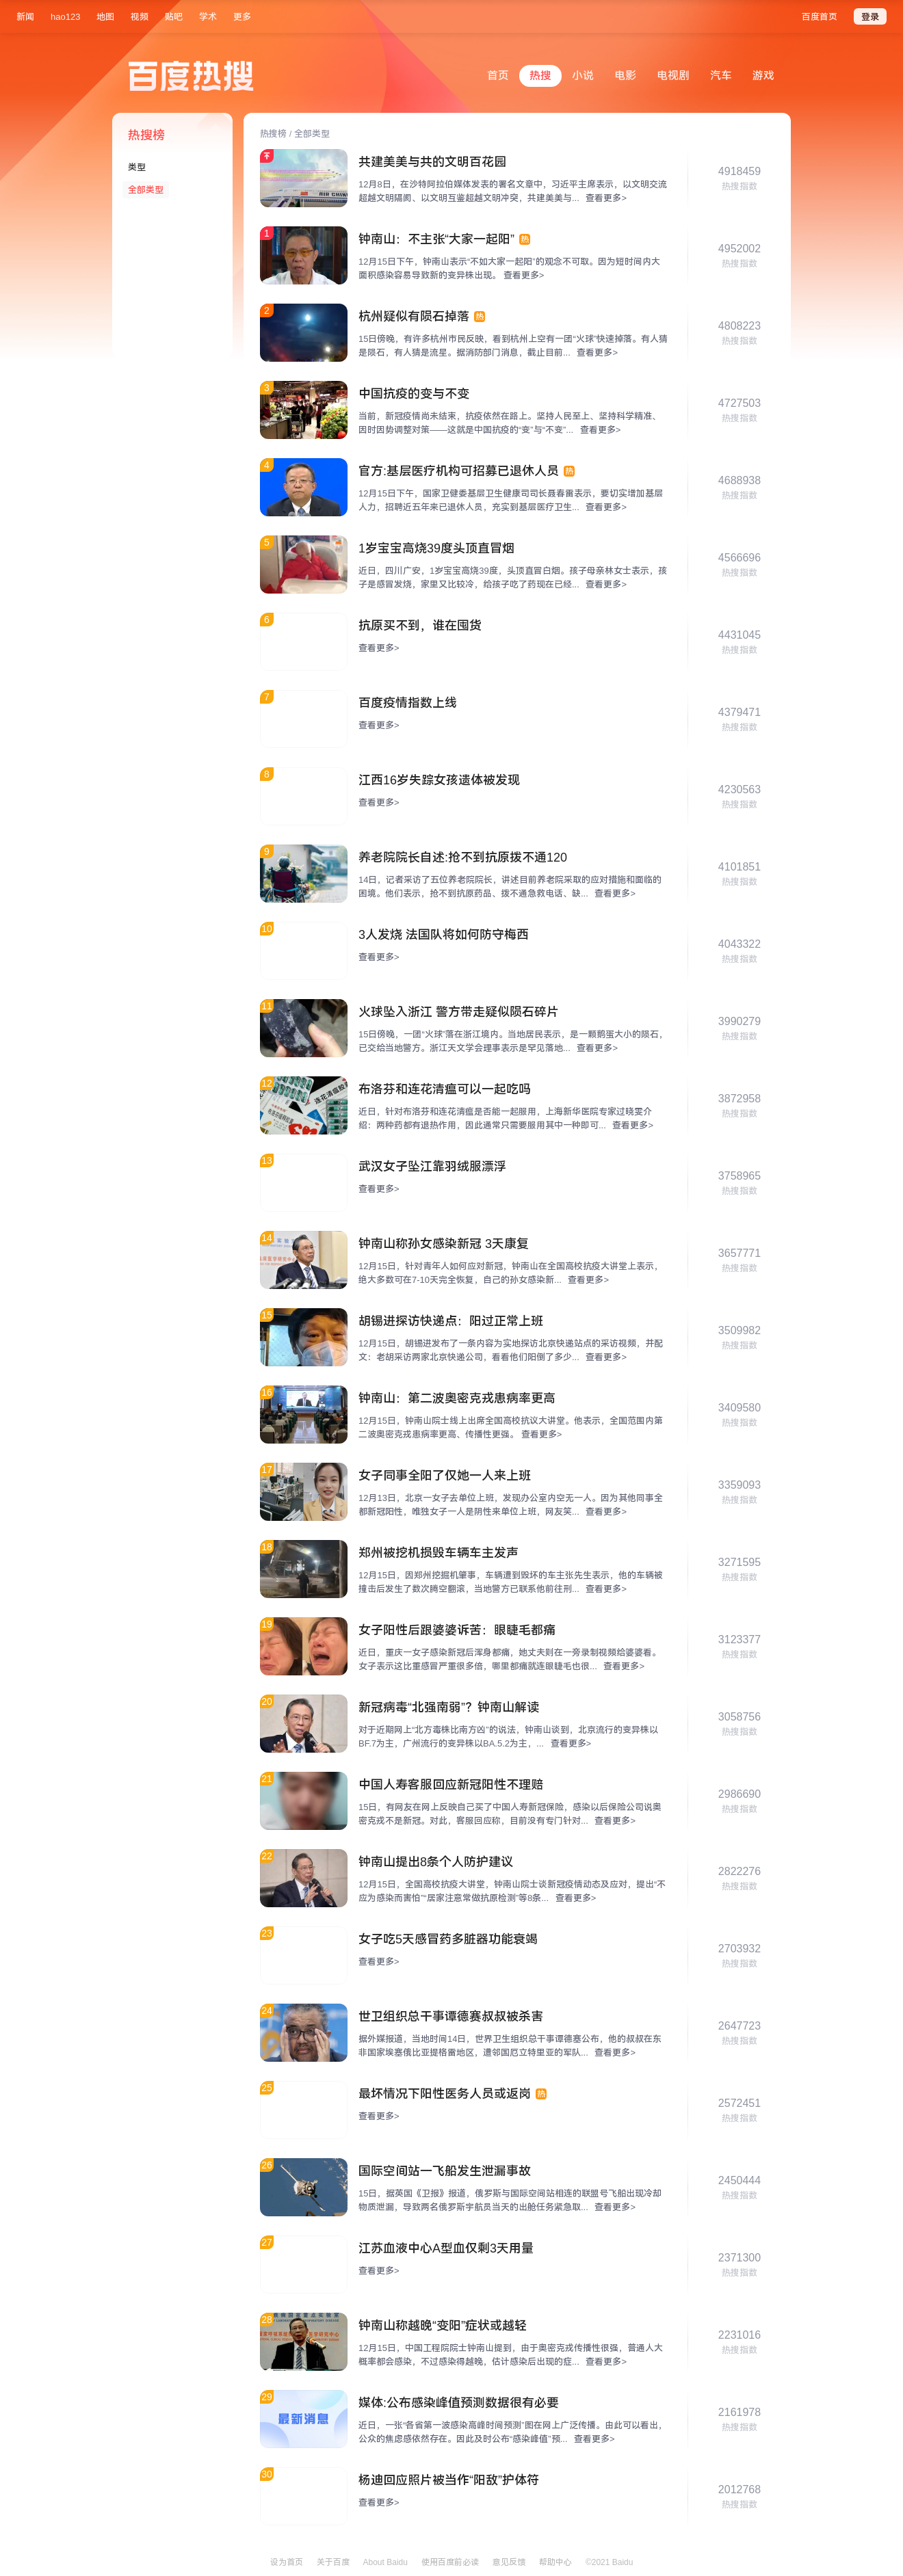 新闻 hao123 地图 视频 贴吧 学术 更多 百度首页 登录
百度热搜
首页 热搜 小说 电影 电视剧 汽车 游戏
热搜榜
类型
全部类型
热搜榜 / 全部类型
共建美美与共的文明百花园
12月8日，在沙特阿拉伯媒体发表的署名文章中，习近平主席表示，以文明交流
超越文明隔阂、以文明互鉴超越文明冲突，共建美美与... 查看更多>
4918459
热搜指数
1
钟南山：不主张“大家一起阳” 热
12月15日下午，钟南山表示“不如大家一起阳”的观念不可取。因为短时间内大
面积感染容易导致新的变异株出现。 查看更多>
4952002
热搜指数
2
杭州疑似有陨石掉落 热
15日傍晚，有许多杭州市民反映，看到杭州上空有一团“火球”快速掉落。有人猜
是陨石，有人猜是流星。据消防部门消息，截止目前... 查看更多>
4808223
热搜指数
3
中国抗疫的变与不变
当前，新冠疫情尚未结束，抗疫依然在路上。坚持人民至上、坚持科学精准、
因时因势调整对策——这就是中国抗疫的“变”与“不变”... 查看更多>
4727503
热搜指数
4
官方:基层医疗机构可招募已退休人员 热
12月15日下午，国家卫健委基层卫生健康司司长聂春雷表示，要切实增加基层
人力，招聘近五年来已退休人员，充实到基层医疗卫生... 查看更多>
4688938
热搜指数
5
1岁宝宝高烧39度头顶直冒烟
近日，四川广安，1岁宝宝高烧39度，头顶直冒白烟。孩子母亲林女士表示，孩
子是感冒发烧，家里又比较冷，给孩子吃了药现在已经... 查看更多>
4566696
热搜指数
6
抗原买不到，谁在囤货
查看更多>
4431045
热搜指数
7
百度疫情指数上线
查看更多>
4379471
热搜指数
8
江西16岁失踪女孩遗体被发现
查看更多>
4230563
热搜指数
9
养老院院长自述:抢不到抗原拨不通120
14日，记者采访了五位养老院院长，讲述目前养老院采取的应对措施和面临的
困境。他们表示，抢不到抗原药品、拨不通急救电话、缺... 查看更多>
4101851
热搜指数
10
3人发烧 法国队将如何防守梅西
查看更多>
4043322
热搜指数
11
火球坠入浙江 警方带走疑似陨石碎片
15日傍晚，一团“火球”落在浙江境内。当地居民表示，是一颗鹅蛋大小的陨石，
已交给当地警方。浙江天文学会理事表示是罕见落地... 查看更多>
3990279
热搜指数
12
布洛芬和连花清瘟可以一起吃吗
近日，针对布洛芬和连花清瘟是否能一起服用，上海新华医院专家过晓雯介
绍：两种药都有退热作用，因此通常只需要服用其中一种即可... 查看更多>
3872958
热搜指数
13
武汉女子坠江靠羽绒服漂浮
查看更多>
3758965
热搜指数
14
钟南山称孙女感染新冠 3天康复
12月15日，针对青年人如何应对新冠，钟南山在全国高校抗疫大讲堂上表示，
绝大多数可在7-10天完全恢复，自己的孙女感染新... 查看更多>
3657771
热搜指数
15
胡锡进探访快递点：阳过正常上班
12月15日，胡锡进发布了一条内容为实地探访北京快递站点的采访视频，并配
文：老胡采访两家北京快递公司，看看他们阳倒了多少... 查看更多>
3509982
热搜指数
16
钟南山：第二波奥密克戎患病率更高
12月15日，钟南山院士线上出席全国高校抗议大讲堂。他表示，全国范围内第
二波奥密克戎患病率更高、传播性更强。 查看更多>
3409580
热搜指数
17
女子同事全阳了仅她一人来上班
12月13日，北京一女子去单位上班，发现办公室内空无一人。因为其他同事全
都新冠阳性，唯独女子一人是阴性来单位上班，网友笑... 查看更多>
3359093
热搜指数
18
郑州被挖机损毁车辆车主发声
12月15日，因郑州挖掘机肇事，车辆遭到毁坏的车主张先生表示，他的车辆被
撞击后发生了数次腾空翻滚，当地警方已联系他前往刑... 查看更多>
3271595
热搜指数
19
女子阳性后跟婆婆诉苦：眼睫毛都痛
近日，重庆一女子感染新冠后浑身都痛，她丈夫则在一旁录制视频给婆婆看。
女子表示这比重感冒严重很多倍，哪里都痛就连眼睫毛也很... 查看更多>
3123377
热搜指数
20
新冠病毒“北强南弱”？钟南山解读
对于近期网上“北方毒株比南方凶”的说法，钟南山谈到，北京流行的变异株以
BF.7为主，广州流行的变异株以BA.5.2为主，... 查看更多>
3058756
热搜指数
21
中国人寿客服回应新冠阳性不理赔
15日，有网友在网上反映自己买了中国人寿新冠保险，感染以后保险公司说奥
密克戎不是新冠。对此，客服回应称，目前没有专门针对... 查看更多>
2986690
热搜指数
22
钟南山提出8条个人防护建议
12月15日，全国高校抗疫大讲堂，钟南山院士谈新冠疫情动态及应对，提出“不
应为感染而害怕”“居家注意常做抗原检测”等8条... 查看更多>
2822276
热搜指数
23
女子吃5天感冒药多脏器功能衰竭
查看更多>
2703932
热搜指数
24
世卫组织总干事谭德赛叔叔被杀害
据外媒报道，当地时间14日，世界卫生组织总干事谭德塞公布，他的叔叔在东
非国家埃塞俄比亚提格雷地区，遭邻国厄立特里亚的军队... 查看更多>
2647723
热搜指数
25
最坏情况下阳性医务人员或返岗 热
查看更多>
2572451
热搜指数
26
国际空间站一飞船发生泄漏事故
15日，据英国《卫报》报道，俄罗斯与国际空间站相连的联盟号飞船出现冷却
物质泄漏，导致两名俄罗斯宇航员当天的出舱任务紧急取... 查看更多>
2450444
热搜指数
27
江苏血液中心A型血仅剩3天用量
查看更多>
2371300
热搜指数
28
钟南山称越晚“变阳”症状或越轻
12月15日，中国工程院院士钟南山提到，由于奥密克戎传播性很强，普通人大
概率都会感染，不过感染得越晚，估计感染后出现的症... 查看更多>
2231016
热搜指数
29
最新消息
媒体:公布感染峰值预测数据很有必要
近日，一张“各省第一波感染高峰时间预测”图在网上广泛传播。由此可以看出，
公众的焦虑感依然存在。因此及时公布“感染峰值”预... 查看更多>
2161978
热搜指数
30
杨迪回应照片被当作“阳敌”护体符
查看更多>
2012768
热搜指数
设为首页 关于百度 About Baidu 使用百度前必读 意见反馈 帮助中心 ©2021 Baidu